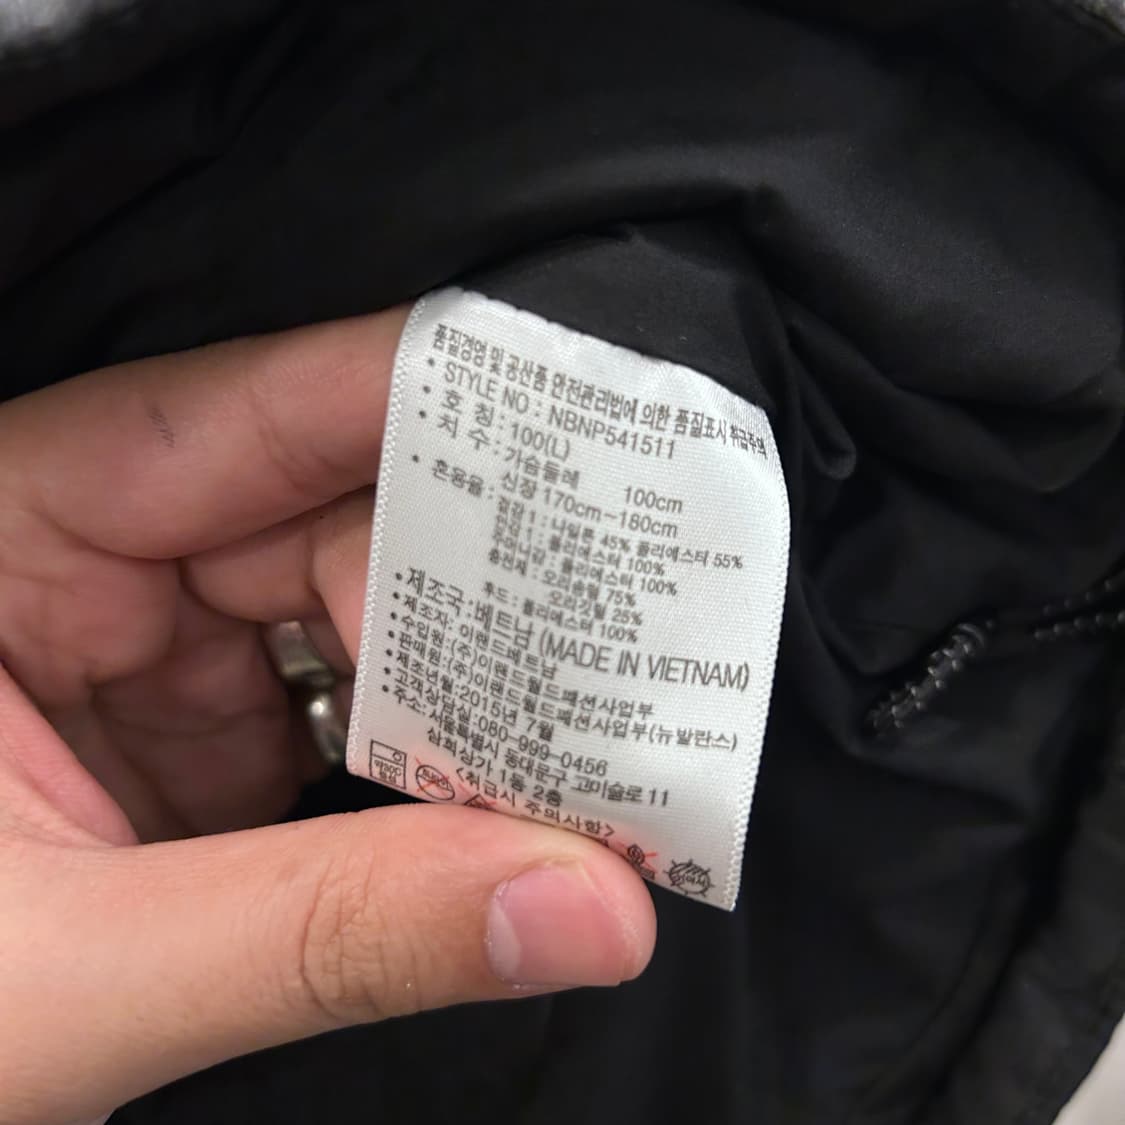 품질경영 및 공산품 안전관리법에 의한 품질표시 취급주의
• STYLE NO : NBNP541511
• 호 칭 : 100(L)
• 치 수 : 가슴둘레 100cm
신장 170cm~180cm
• 혼용율 : 겉감 1 : 나일론 45% 폴리에스터 55%
안감 1 : 폴리에스터 100%
폴리에스터 100%
충전재 : 오리솜털 75%
오리깃털 25%
후드 : 폴리에스터 100%
• 제조국 : 베트남 (MADE IN VIETNAM)
• 제조자 : 이랜드베트남
• 수입원 : (주)이랜드월드패션사업부
• 판매원 : (주)이랜드월드패션사업부(뉴발란스)
• 제조년월 : 2015년 7월
• 고객상담실 : 080-999-0456
• 주소 : 서울특별시 동대문구 고미술로 11
삼희상가 1동 2층
<취급시 주의사항>
약30℃
중성